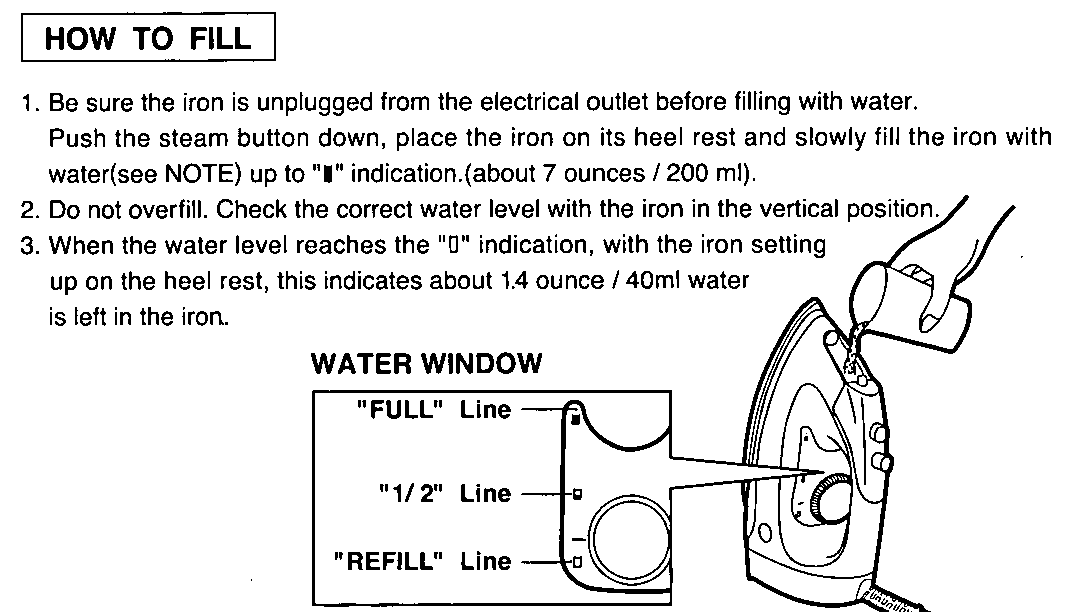 HOW TO FILL
1. Be sure the iron is unplugged from the electrical outlet before filling with water.
Push the steam button down, place the iron on its heel rest and slowly fill the iron with
water(see NOTE) up to "▮" indication.(about 7 ounces / 200 ml).
2. Do not overfill. Check the correct water level with the iron in the vertical position.
3. When the water level reaches the "▯" indication, with the iron setting
up on the heel rest, this indicates about 1.4 ounce / 40ml water
is left in the iron.
WATER WINDOW
"FULL" Line
"1/2" Line
"REFILL" Line